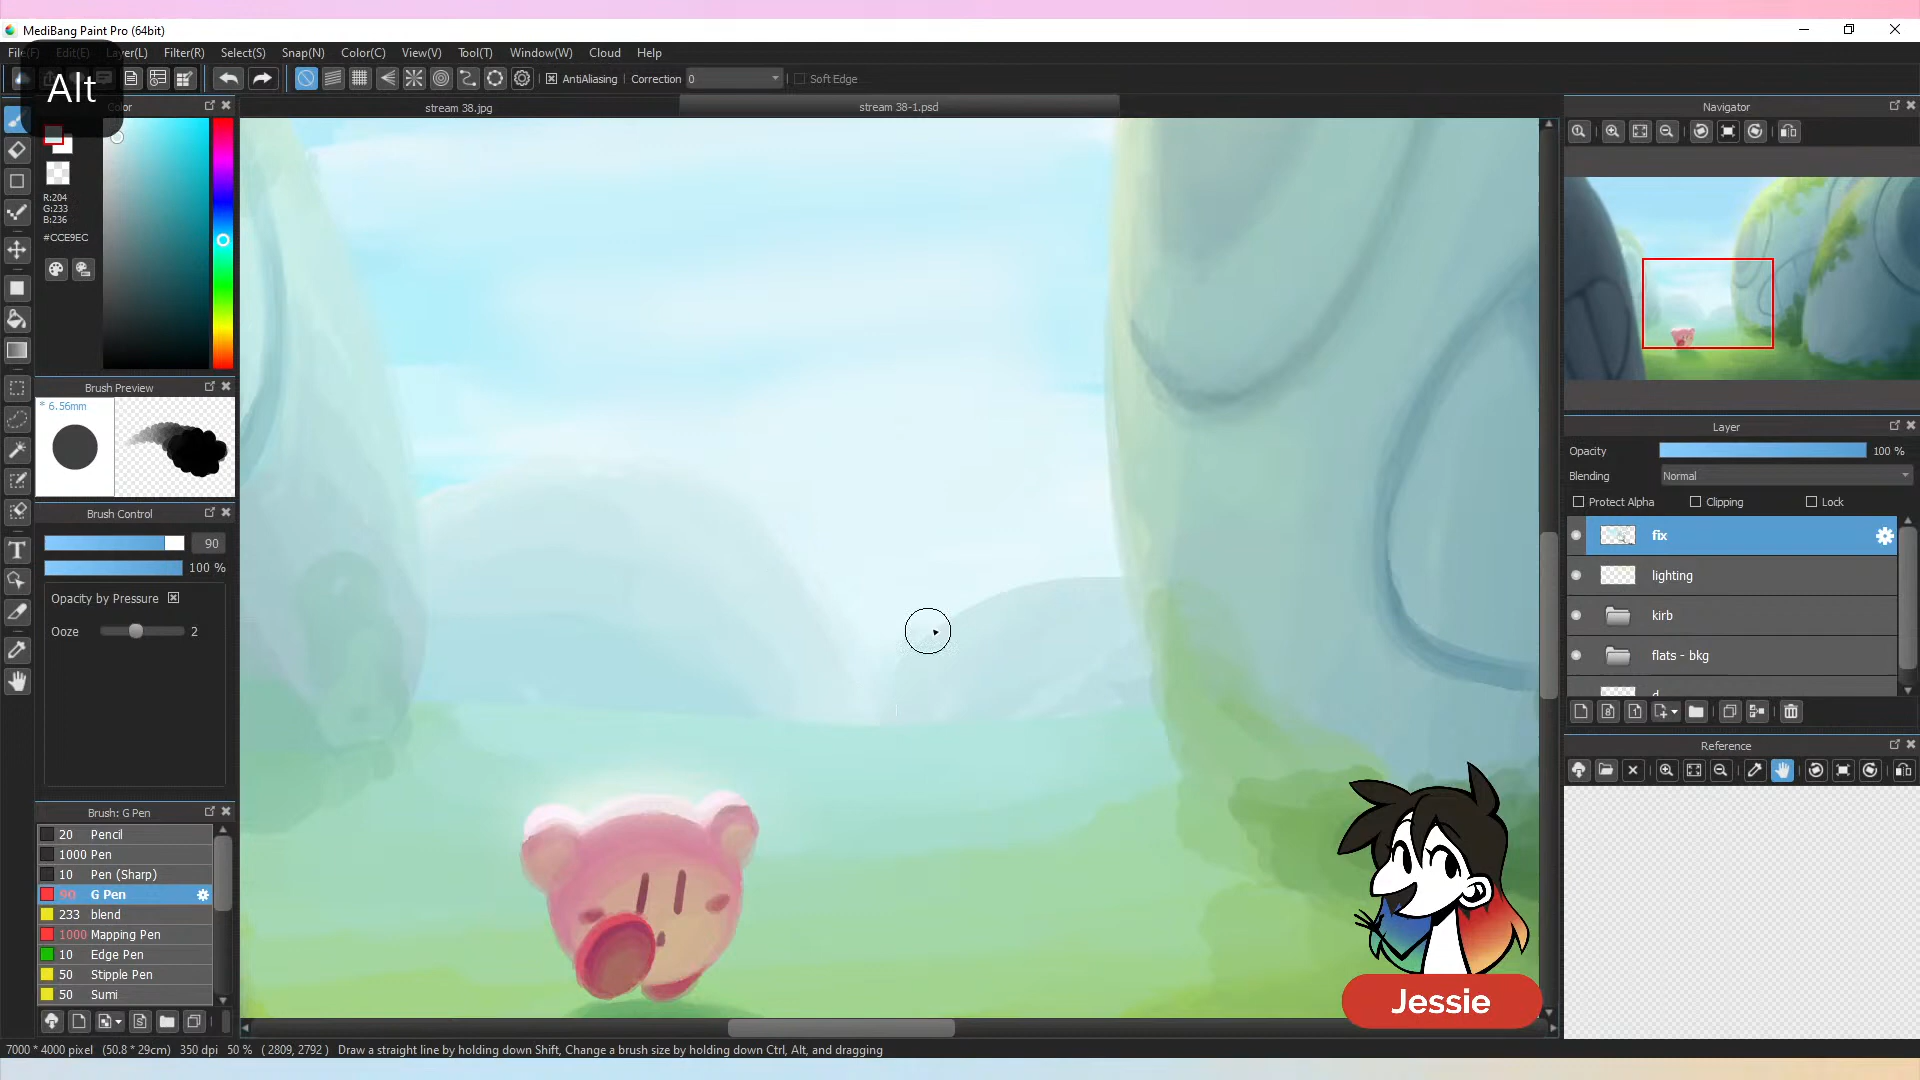 MediBang Paint Pro (64bit)
Edit(E) Layer(L) Filter(R) Select(S) Snap(N) Color(C) View(V) Tool(T) Window(W) Cloud Help
Alt
AntiAliasing Correction 0 Soft Edge
Color
stream 38.jpg
stream 38-1.psd
Navigator
R:204
G:233
B:236
#CCE9EC
Brush Preview
* 6.56mm
Brush Control
90
100 %
Opacity by Pressure
Ooze 2
Brush: G Pen
20 Pencil
1000 Pen
10 Pen (Sharp)
90 G Pen
233 blend
1000 Mapping Pen
10 Edge Pen
50 Stipple Pen
50 Sumi
Layer
Opacity 100 %
Blending Normal
Protect Alpha Clipping Lock
fix
lighting
kirb
flats - bkg
Reference
Jessie
7000 * 4000 pixel (50.8 * 29cm) 350 dpi 50 % ( 2809, 2792 ) Draw a straight line by holding down Shift, Change a brush size by holding down Ctrl, Alt, and dragging